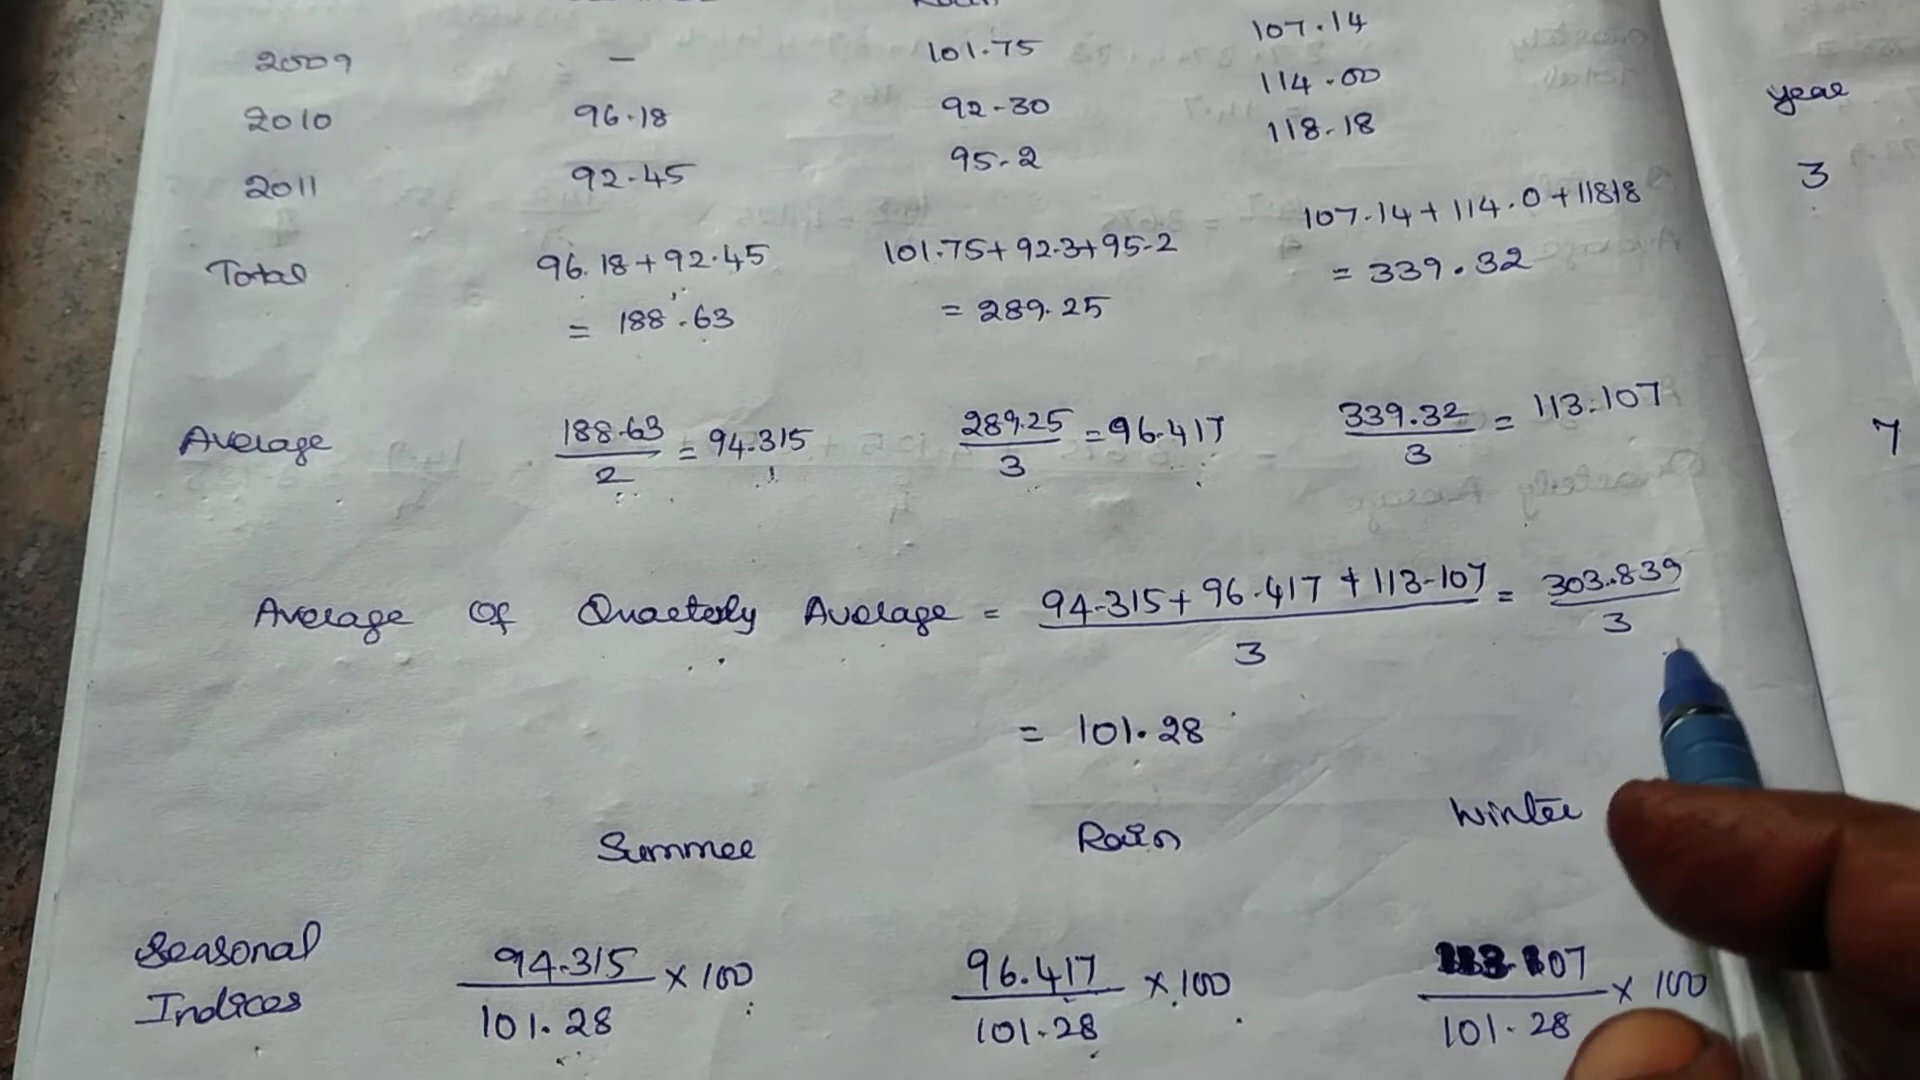 2009 — 101.75 107.14
2010 96.18 92-30 114.00
2011 92.45 95.2 118.18
Total 96.18+92.45 101.75+92.3+95.2 107.14+114.0+11818
= 188.63 = 289.25 = 339.32
Average 188.63/2 = 94.315 289.25/3 = 96.417 339.32/3 = 113.107
Average Of Quarterly Average = 94.315+96.417+113.107/3 = 303.839/3
= 101.28
Summer Rain Winter
Seasonal Indices 94.315/101.28 × 100 96.417/101.28 × 100 113.107/101.28 × 100
year
3
7